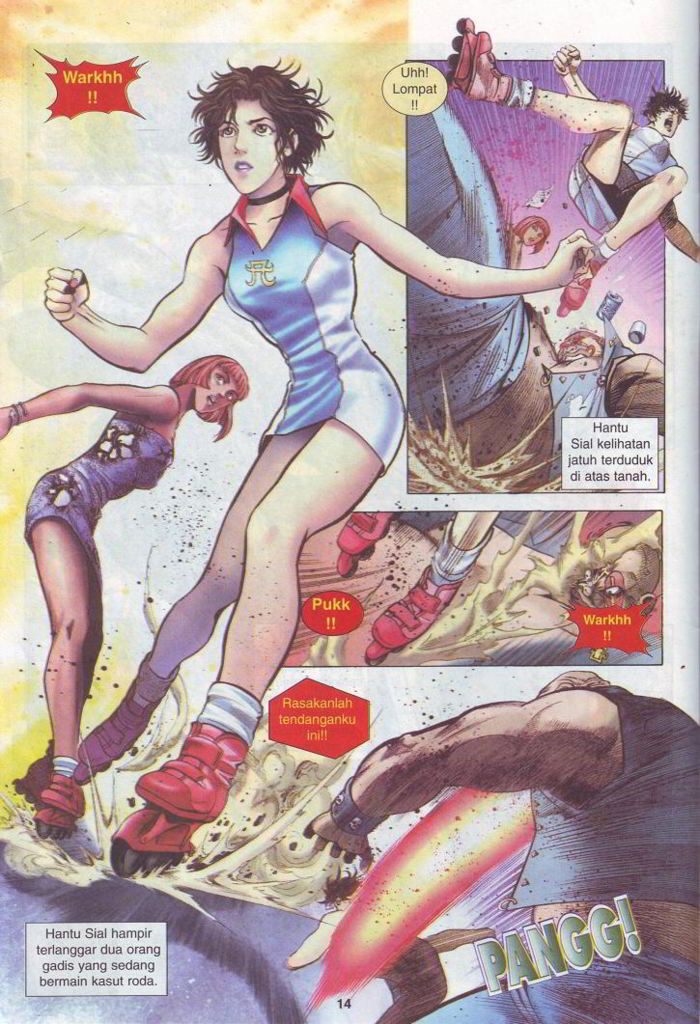 Warkhh
!!
Uhh!
Lompat
!!
Hantu
Sial kelihatan
jatuh terduduk
di atas tanah.
Pukk
!!
Warkhh
!!
Rasakanlah
tendanganku
ini!!
PANGG!
Hantu Sial hampir
terlanggar dua orang
gadis yang sedang
bermain kasut roda.
14